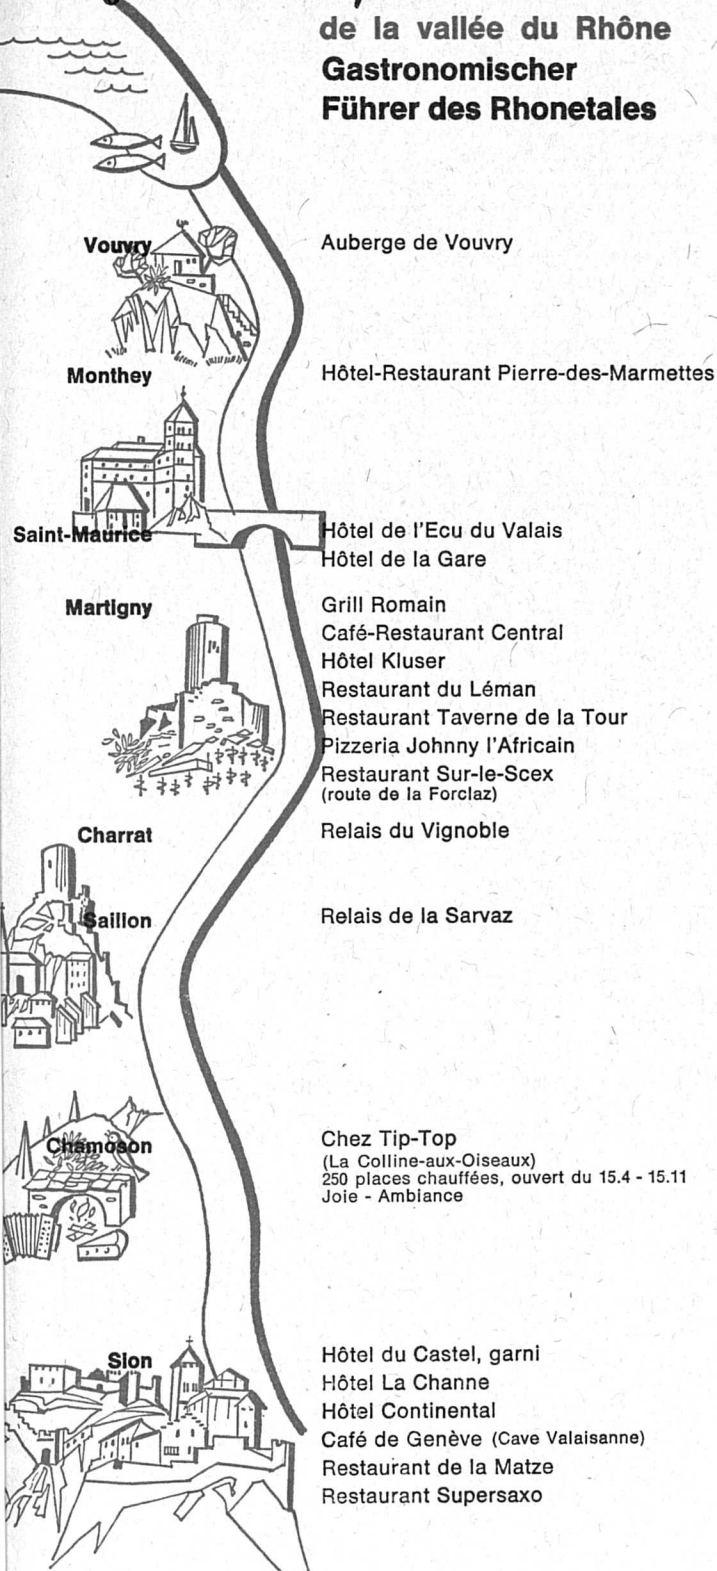 de la vallée du Rhône
Gastronomischer
Führer des Rhonetales
Vouvry
Auberge de Vouvry
Monthey
Hôtel-Restaurant Pierre-des-Marmettes
Saint-Maurice
Hôtel de l'Ecu du Valais
Hôtel de la Gare
Martigny
Grill Romain
Café-Restaurant Central
Hôtel Kluser
Restaurant du Léman
Restaurant Taverne de la Tour
Pizzeria Johnny l'Africain
Restaurant Sur-le-Scex
(route de la Forclaz)
Charrat
Relais du Vignoble
Saillon
Relais de la Sarvaz
Chamoson
Chez Tip-Top
(La Colline-aux-Oiseaux)
250 places chauffées, ouvert du 15.4 - 15.11
Joie - Ambiance
Sion
Hôtel du Castel, garni
Hôtel La Channe
Hôtel Continental
Café de Genève (Cave Valaisanne)
Restaurant de la Matze
Restaurant Supersaxo